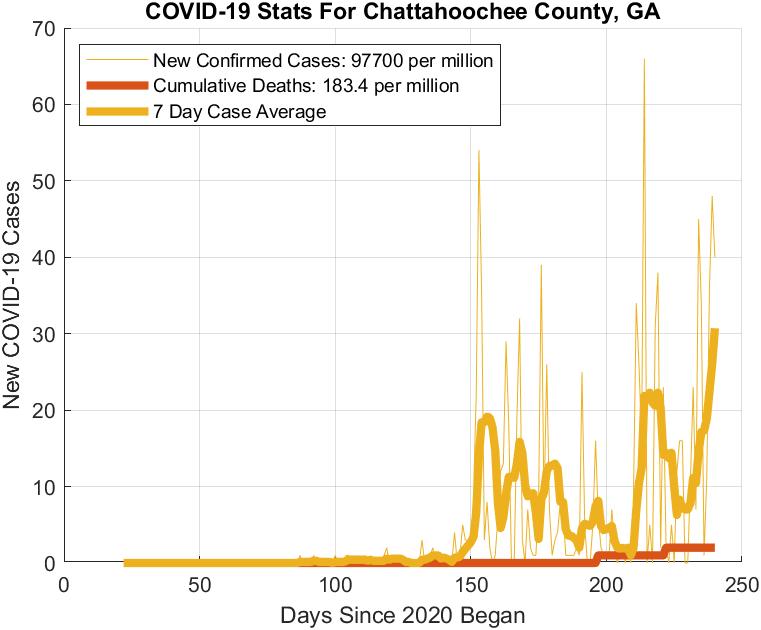 COVID-19 Stats For Chattahoochee County, GA
70
60
50
40
30
20
10
0
New COVID-19 Cases
New Confirmed Cases: 97700 per million
Cumulative Deaths: 183.4 per million
7 Day Case Average
0
50
100
150
200
250
Days Since 2020 Began